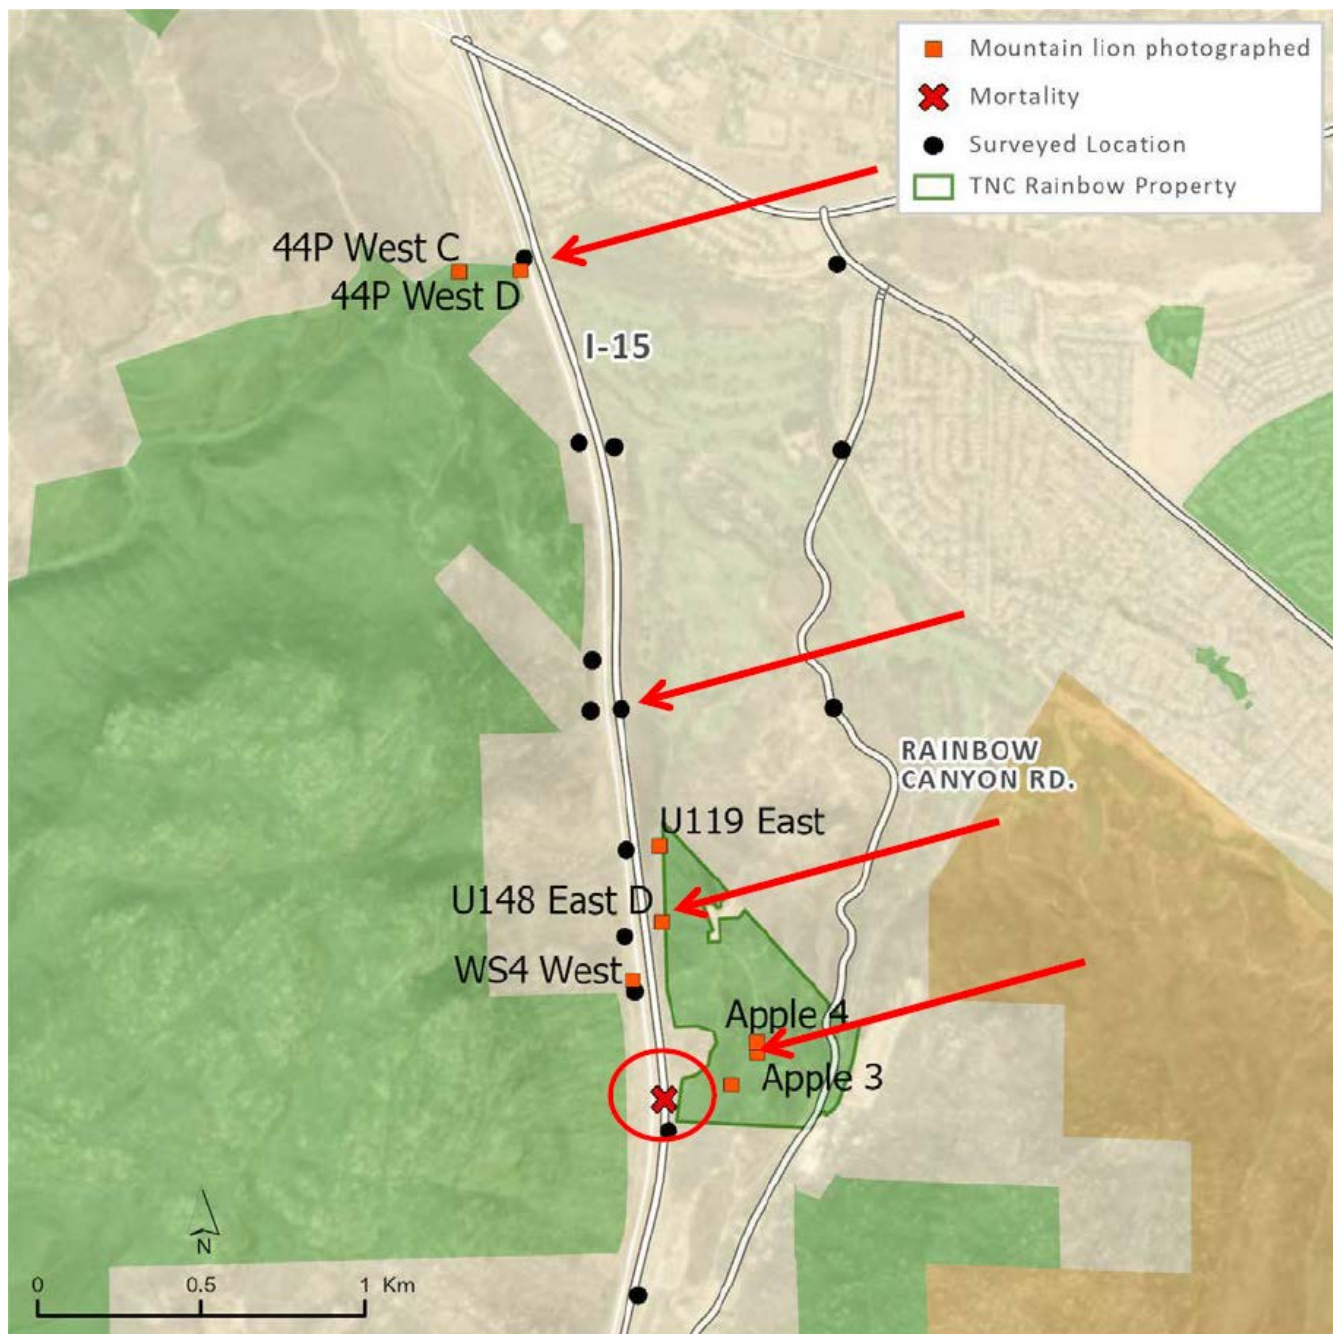 Mountain lion photographed
Mortality
Surveyed Location
TNC Rainbow Property
44P West C
44P West D
I-15
RAINBOW
CANYON RD.
U119 East
U148 East D
WS4 West
Apple 4
Apple 3
N
0 0.5 1 Km